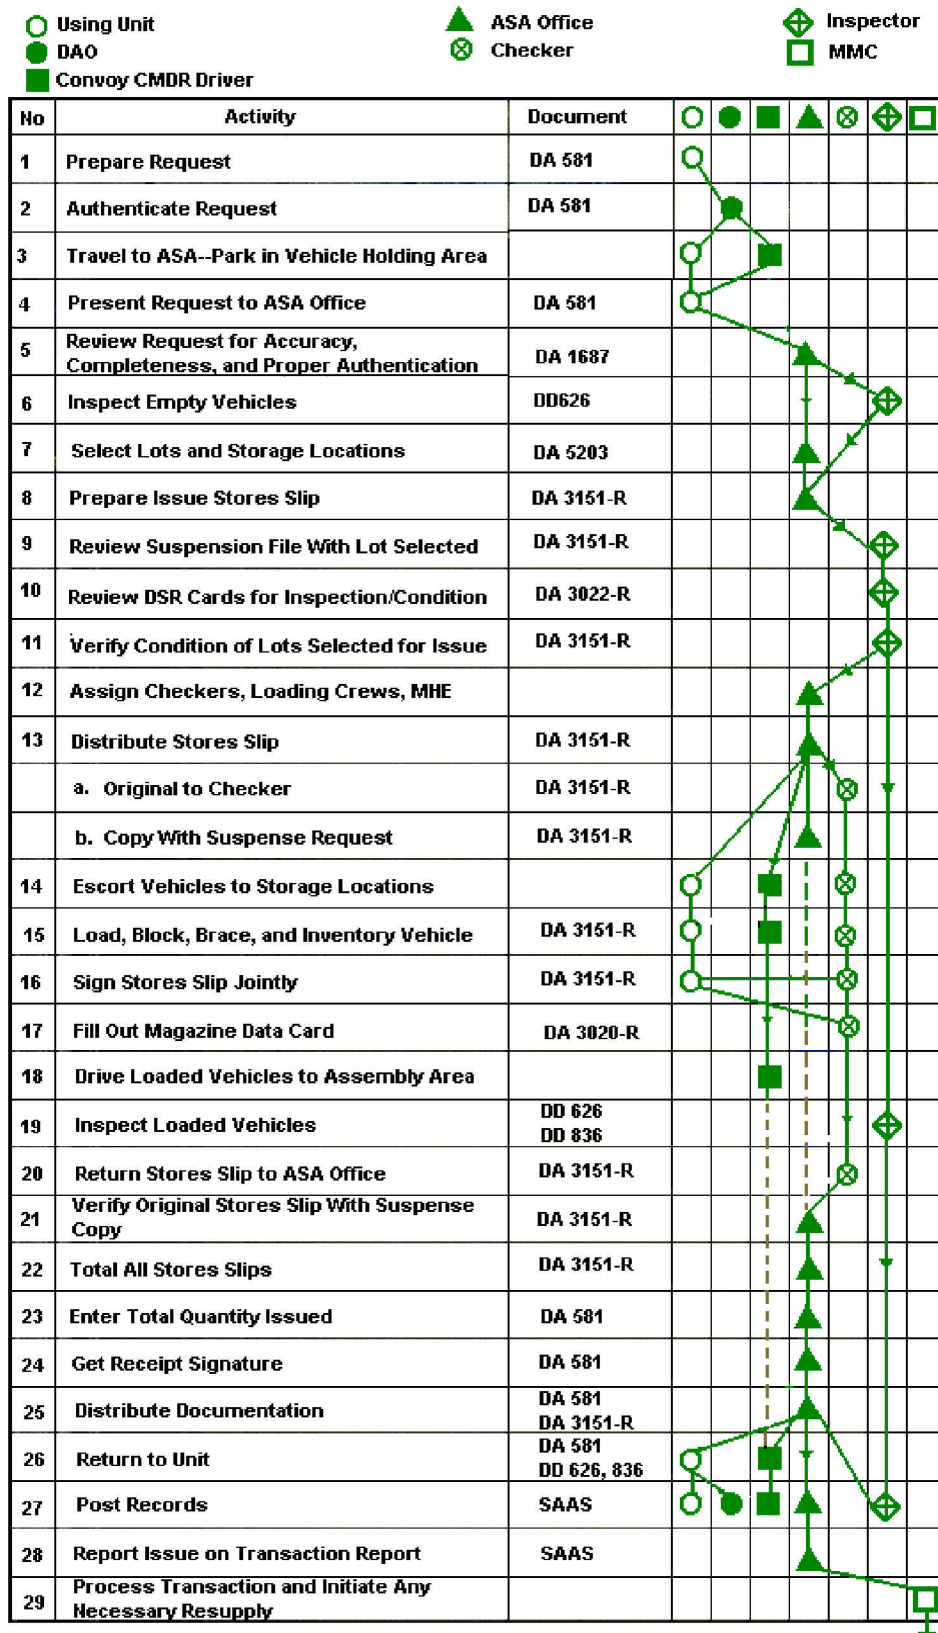 Using Unit
ASA Office
Inspector
DAO
Checker
MMC
Convoy CMDR Driver
No Activity Document
1 Prepare Request DA 581
2 Authenticate Request DA 581
3 Travel to ASA--Park in Vehicle Holding Area
4 Present Request to ASA Office DA 581
5 Review Request for Accuracy,
Completeness, and Proper Authentication DA 1687
6 Inspect Empty Vehicles DD626
7 Select Lots and Storage Locations DA 5203
8 Prepare Issue Stores Slip DA 3151-R
9 Review Suspension File With Lot Selected DA 3151-R
10 Review DSR Cards for Inspection/Condition DA 3022-R
11 Verify Condition of Lots Selected for Issue DA 3151-R
12 Assign Checkers, Loading Crews, MHE
13 Distribute Stores Slip DA 3151-R
a. Original to Checker DA 3151-R
b. Copy With Suspense Request DA 3151-R
14 Escort Vehicles to Storage Locations
15 Load, Block, Brace, and Inventory Vehicle DA 3151-R
16 Sign Stores Slip Jointly DA 3151-R
17 Fill Out Magazine Data Card DA 3020-R
18 Drive Loaded Vehicles to Assembly Area
19 Inspect Loaded Vehicles DD 626
DD 836
20 Return Stores Slip to ASA Office DA 3151-R
21 Verify Original Stores Slip With Suspense
Copy DA 3151-R
22 Total All Stores Slips DA 3151-R
23 Enter Total Quantity Issued DA 581
24 Get Receipt Signature DA 581
25 Distribute Documentation DA 581
DA 3151-R
26 Return to Unit DA 581
DD 626, 836
27 Post Records SAAS
28 Report Issue on Transaction Report SAAS
29 Process Transaction and Initiate Any
Necessary Resupply